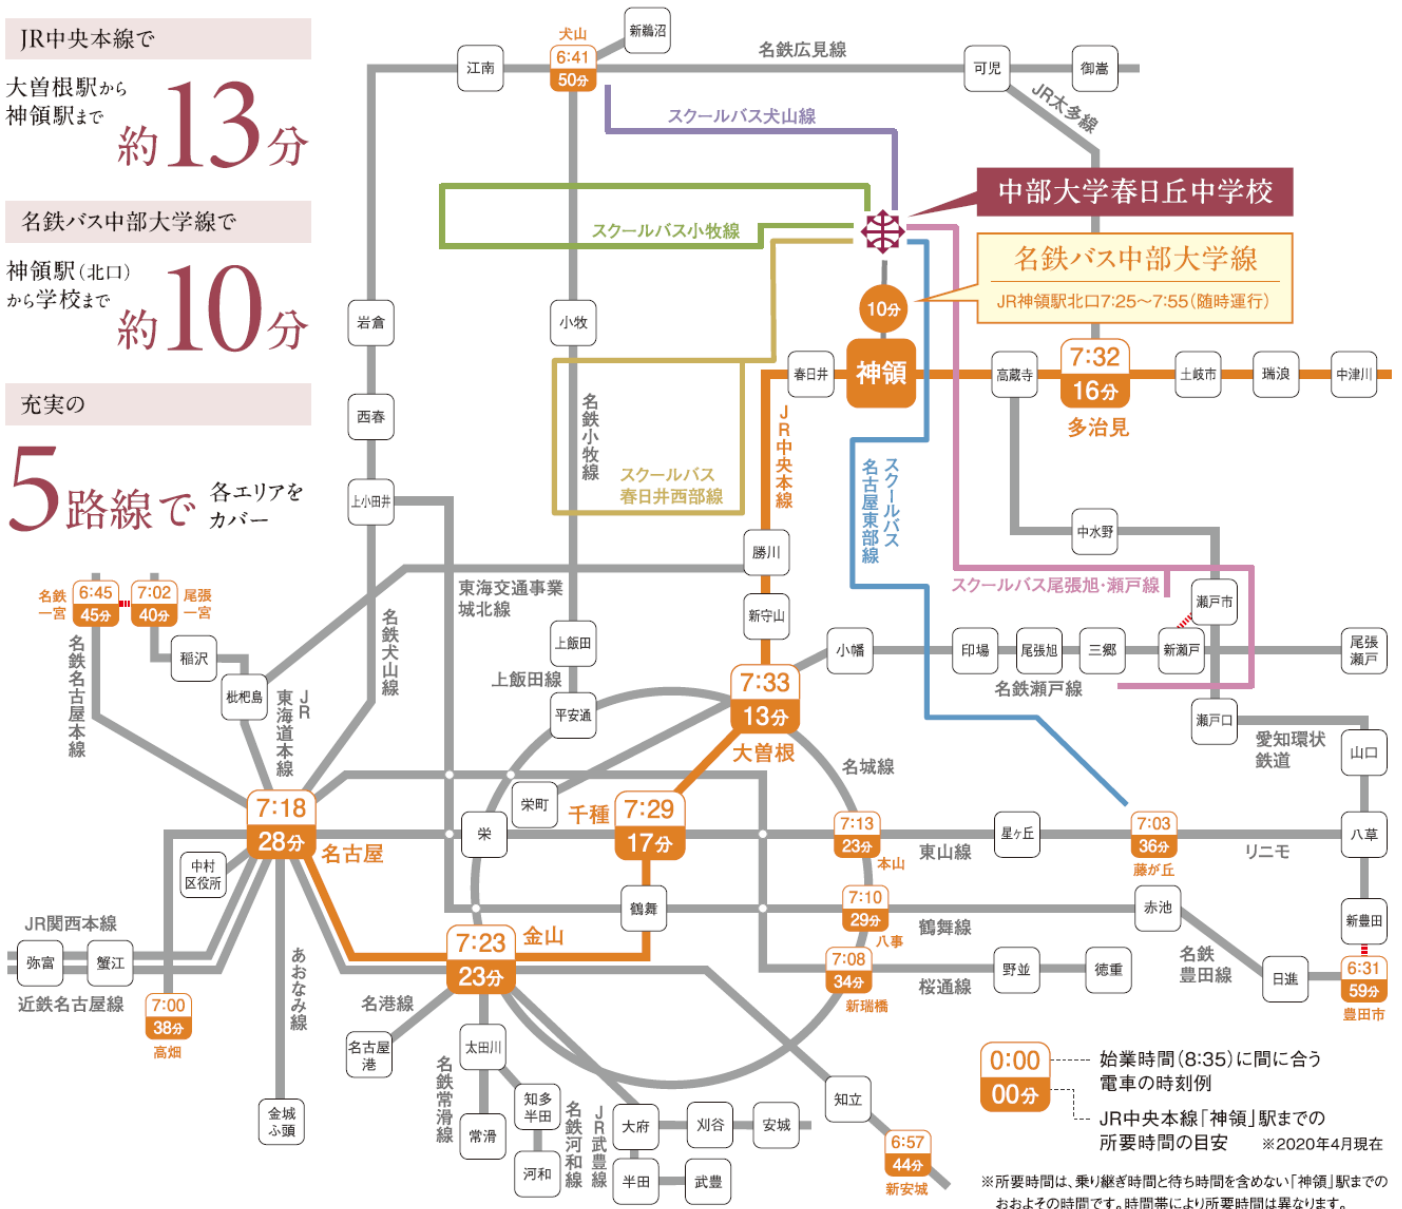 JR中央本線で
大曽根駅から
神領駅まで
約13分
名鉄バス中部大学線で
神領駅(北口)
から学校まで
約10分
充実の
5路線で
各エリアを
カバー
犬山
6:41
50分
新鵜沼
江南
名鉄広見線
可児
御嵩
JR太多線
スクールバス犬山線
スクールバス小牧線
中部大学春日丘中学校
名鉄バス中部大学線
JR神領駅北口7:25～7:55(随時運行)
10分
神領
岩倉
小牧
春日井
高蔵寺
7:32
16分
多治見
土岐市
瑞浪
中津川
西春
名鉄小牧線
JR中央本線
スクールバス
春日井西部線
スクールバス
名古屋東部線
上小田井
中水野
勝川
東海交通事業
城北線
スクールバス尾張旭・瀬戸線
瀬戸市
名鉄
一宮
6:45
45分
7:02
40分
尾張
一宮
名鉄名古屋本線
稲沢
枇杷島
JR
東海道本線
名鉄犬山線
上飯田
上飯田線
平安通
新守山
小幡
印場
尾張旭
三郷
新瀬戸
尾張
瀬戸
名鉄瀬戸線
7:33
13分
大曽根
瀬戸口
愛知環状
鉄道
山口
名城線
7:18
28分
名古屋
栄町
栄
千種
7:29
17分
7:13
23分
本山
東山線
星ヶ丘
7:03
36分
藤が丘
リニモ
八草
中村
区役所
鶴舞
7:10
29分
八事
鶴舞線
赤池
新豊田
JR関西本線
弥富
蟹江
近鉄名古屋線
7:00
38分
高畑
あおなみ線
7:23
23分
金山
7:08
34分
新瑞橋
桜通線
野並
徳重
名鉄
豊田線
日進
6:31
59分
豊田市
名港線
名古屋
港
太田川
名鉄常滑線
常滑
知多
半田
河和
名鉄河和線
JR武豊線
大府
刈谷
安城
半田
武豊
知立
6:57
44分
新安城
金城
ふ頭
0:00
00分
始業時間(8:35)に間に合う
電車の時刻例
JR中央本線「神領」駅までの
所要時間の目安
※2020年4月現在
※所要時間は、乗り継ぎ時間と待ち時間を含めない「神領」駅までの
おおよその時間です。時間帯により所要時間は異なります。